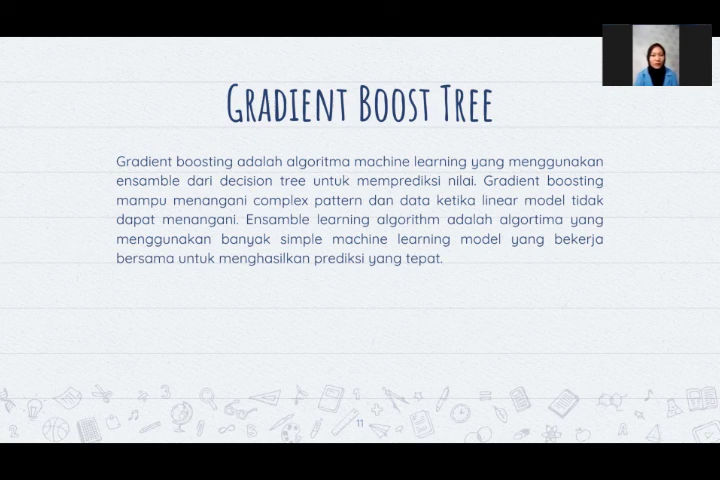 GRADIENT BOOST TREE
Gradient boosting adalah algoritma machine learning yang menggunakan
ensamble dari decision tree untuk memprediksi nilai. Gradient boosting
mampu menangani complex pattern dan data ketika linear model tidak
dapat menangani. Ensamble learning algorithm adalah algortima yang
menggunakan banyak simple machine learning model yang bekerja
bersama untuk menghasilkan prediksi yang tepat.
11